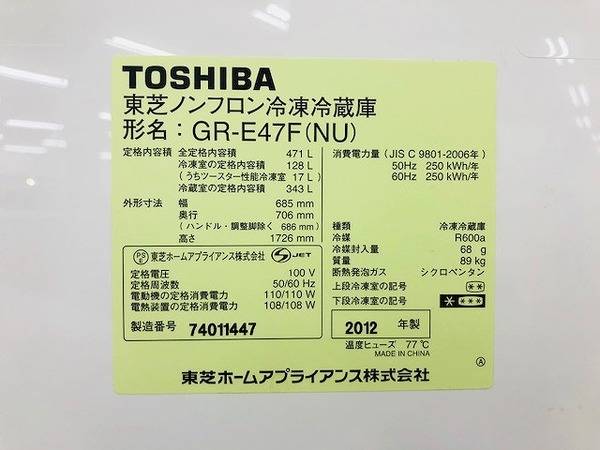 TOSHIBA
東芝ノンフロン冷凍冷蔵庫
形名：GR-E47F(NU)
定格内容積 全定格内容積 471 L
冷凍室の定格内容積 128 L
（うちツースター性能冷凍室 17 L）
冷蔵室の定格内容積 343 L
外形寸法 幅 685 mm
奥行 706 mm
（ハンドル・調整脚除く 686 mm）
高さ 1726 mm
消費電力量（JIS C 9801-2006年）
50Hz 250 kWh/年
60Hz 250 kWh/年
種類 冷凍冷蔵庫
冷媒 R600a
冷媒封入量 68 g
質量 89 kg
断熱発泡ガス シクロペンタン
上段冷凍室の記号 **
下段冷凍室の記号 * ***
PS E 東芝ホームアプライアンス株式会社 S JET
定格電圧 100 V
定格周波数 50/60 Hz
電動機の定格消費電力 110/110 W
電熱装置の定格消費電力 108/108 W
製造番号 74011447
2012 年製
温度ヒューズ 77℃
MADE IN CHINA
A
東芝ホームアプライアンス株式会社